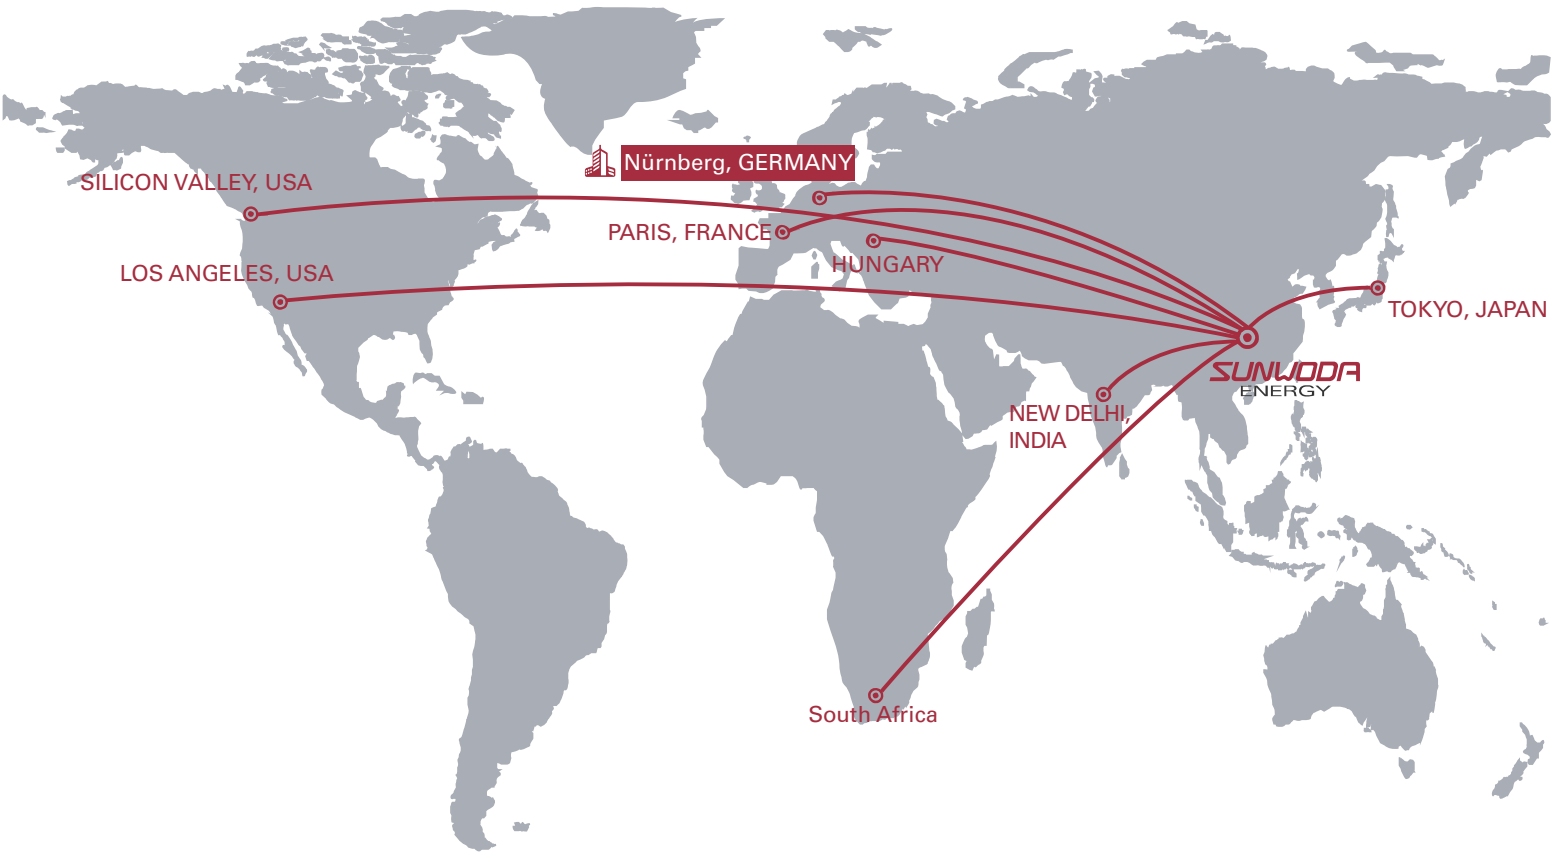 Nürnberg, GERMANY
SILICON VALLEY, USA
PARIS, FRANCE
HUNGARY
LOS ANGELES, USA
TOKYO, JAPAN
SUNWODA
ENERGY
NEW DELHI,
INDIA
South Africa